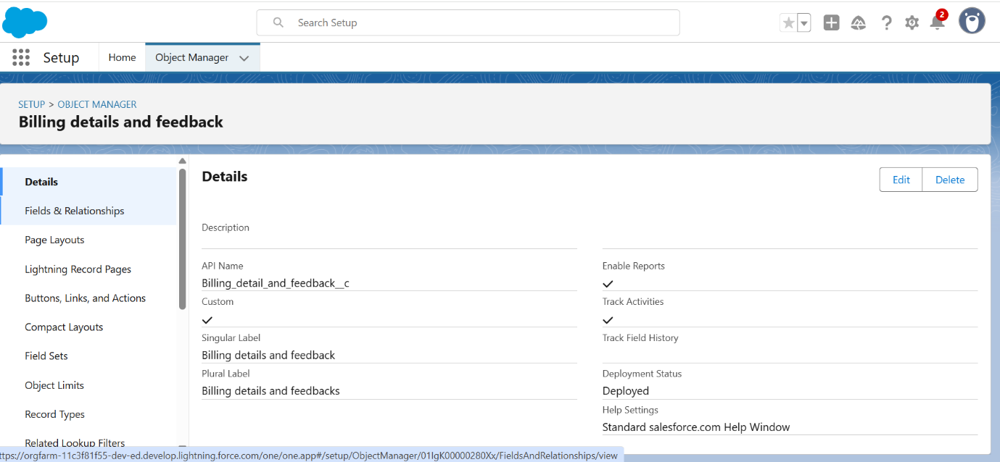 Search Setup
2
Setup
Home
Object Manager
SETUP > OBJECT MANAGER
Billing details and feedback
Details
Fields & Relationships
Page Layouts
Lightning Record Pages
Buttons, Links, and Actions
Compact Layouts
Field Sets
Object Limits
Record Types
Related Lookup Filters
Details
Edit
Delete
Description
API Name
Billing_detail_and_feedback__c
Custom
Singular Label
Billing details and feedback
Plural Label
Billing details and feedbacks
Enable Reports
Track Activities
Track Field History
Deployment Status
Deployed
Help Settings
Standard salesforce.com Help Window
ttps://orgfarm-11c3f81f55-dev-ed.develop.lightning.force.com/one/one.app#/setup/ObjectManager/01IgK00000280Xx/FieldsAndRelationships/view